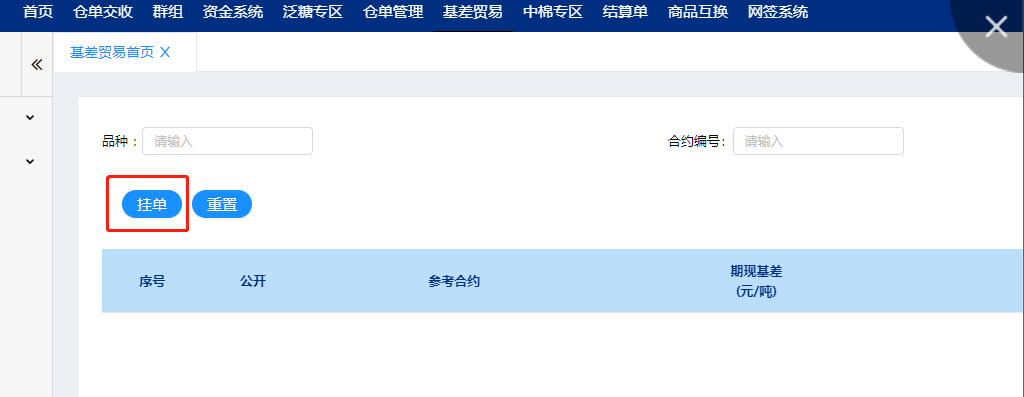 首页 仓单交收 群组 资金系统 泛糖专区 仓单管理 基差贸易 中棉专区 结算单 商品互换 网签系统
基差贸易首页 X
品种： 请输入 合约编号： 请输入
挂单 重置
序号 公开 参考合约 期现基差
(元/吨)